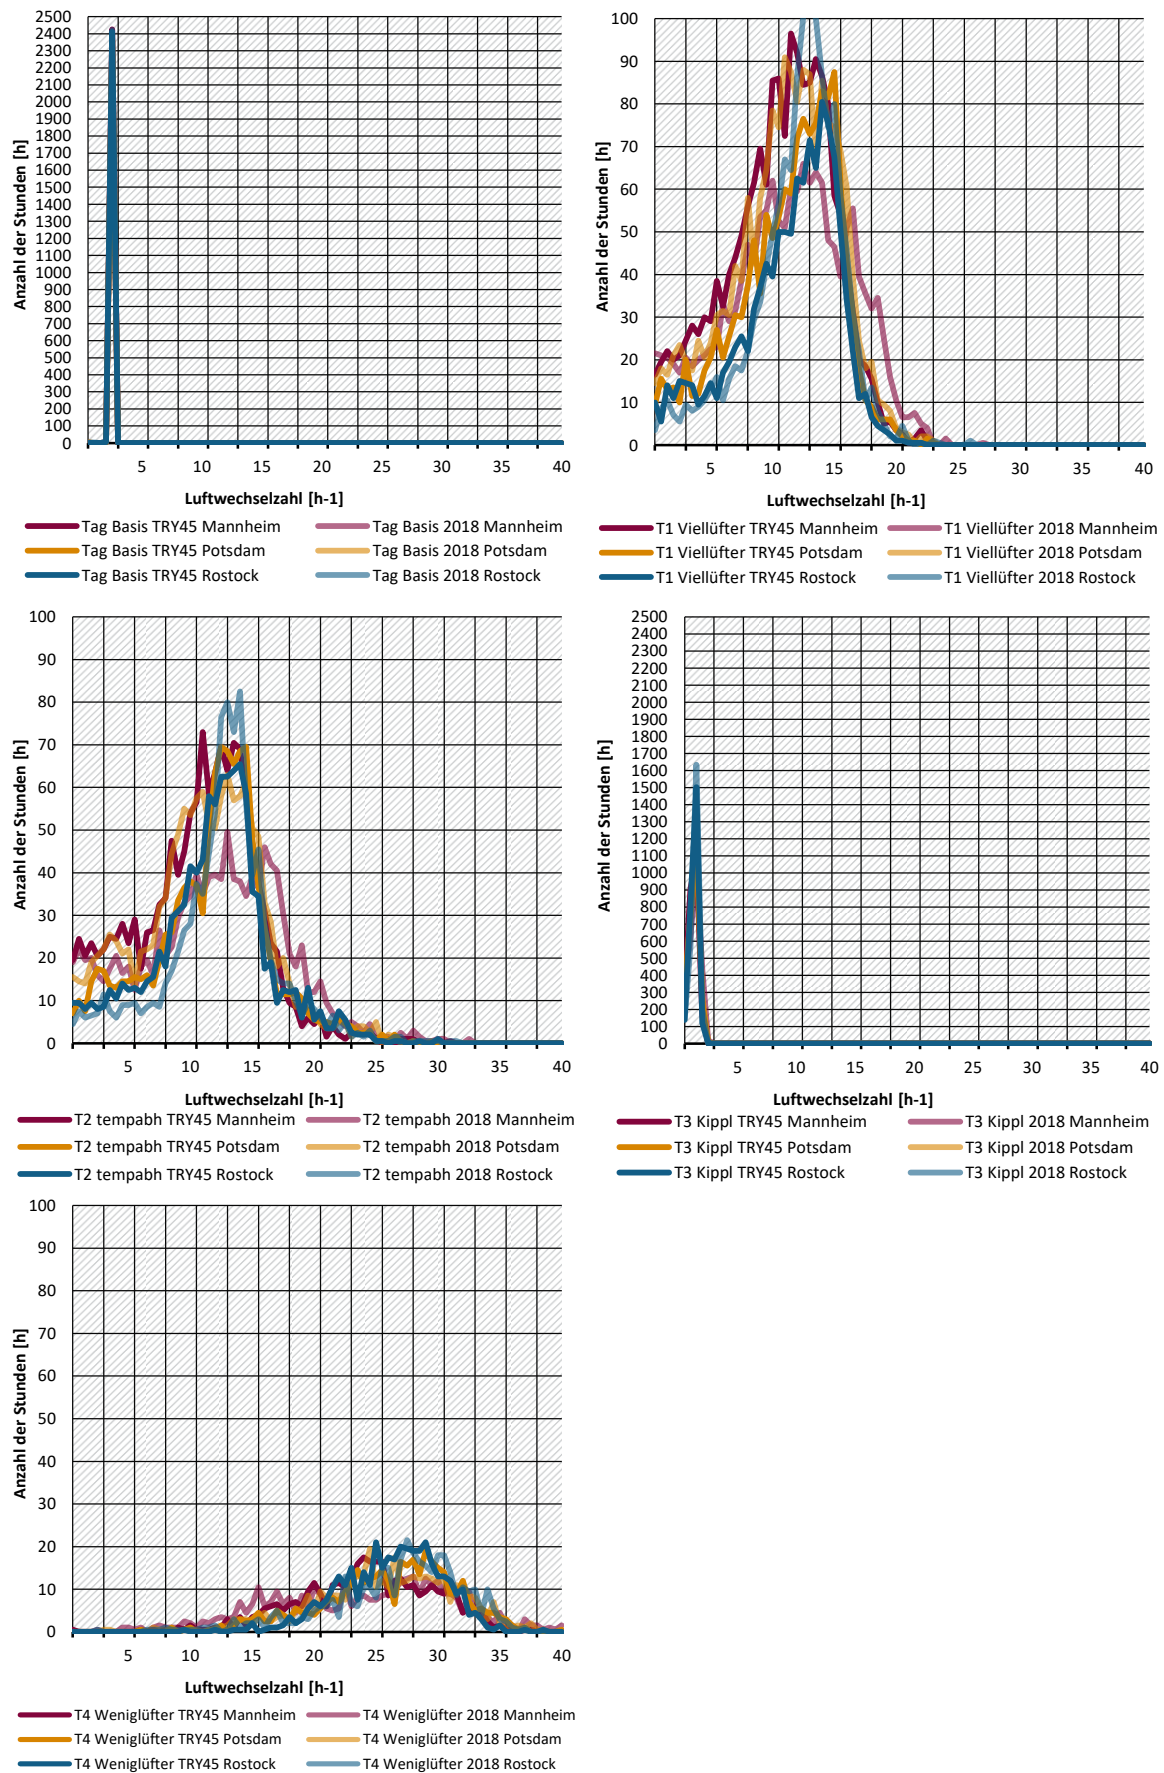 2500
2400
2300
2200
2100
2000
1900
1800
1700
1600
1500
1400
1300
1200
1100
1000
900
800
700
600
500
400
300
200
100
0
Anzahl der Stunden [h]
5 10 15 20 25 30 35 40
Luftwechselzahl [h-1]
Tag Basis TRY45 Mannheim
Tag Basis 2018 Mannheim
Tag Basis TRY45 Potsdam
Tag Basis 2018 Potsdam
Tag Basis TRY45 Rostock
Tag Basis 2018 Rostock
100
90
80
70
60
50
40
30
20
10
0
Anzahl der Stunden [h]
5 10 15 20 25 30 35 40
Luftwechselzahl [h-1]
T1 Viellüfter TRY45 Mannheim
T1 Viellüfter 2018 Mannheim
T1 Viellüfter TRY45 Potsdam
T1 Viellüfter 2018 Potsdam
T1 Viellüfter TRY45 Rostock
T1 Viellüfter 2018 Rostock
100
90
80
70
60
50
40
30
20
10
0
Anzahl der Stunden [h]
5 10 15 20 25 30 35 40
Luftwechselzahl [h-1]
T2 tempabh TRY45 Mannheim
T2 tempabh 2018 Mannheim
T2 tempabh TRY45 Potsdam
T2 tempabh 2018 Potsdam
T2 tempabh TRY45 Rostock
T2 tempabh 2018 Rostock
2500
2400
2300
2200
2100
2000
1900
1800
1700
1600
1500
1400
1300
1200
1100
1000
900
800
700
600
500
400
300
200
100
0
Anzahl der Stunden [h]
5 10 15 20 25 30 35 40
Luftwechselzahl [h-1]
T3 Kippl TRY45 Mannheim
T3 Kippl 2018 Mannheim
T3 Kippl TRY45 Potsdam
T3 Kippl 2018 Potsdam
T3 Kippl TRY45 Rostock
T3 Kippl 2018 Rostock
100
90
80
70
60
50
40
30
20
10
0
Anzahl der Stunden [h]
5 10 15 20 25 30 35 40
Luftwechselzahl [h-1]
T4 Weniglüfter TRY45 Mannheim
T4 Weniglüfter 2018 Mannheim
T4 Weniglüfter TRY45 Potsdam
T4 Weniglüfter 2018 Potsdam
T4 Weniglüfter TRY45 Rostock
T4 Weniglüfter 2018 Rostock